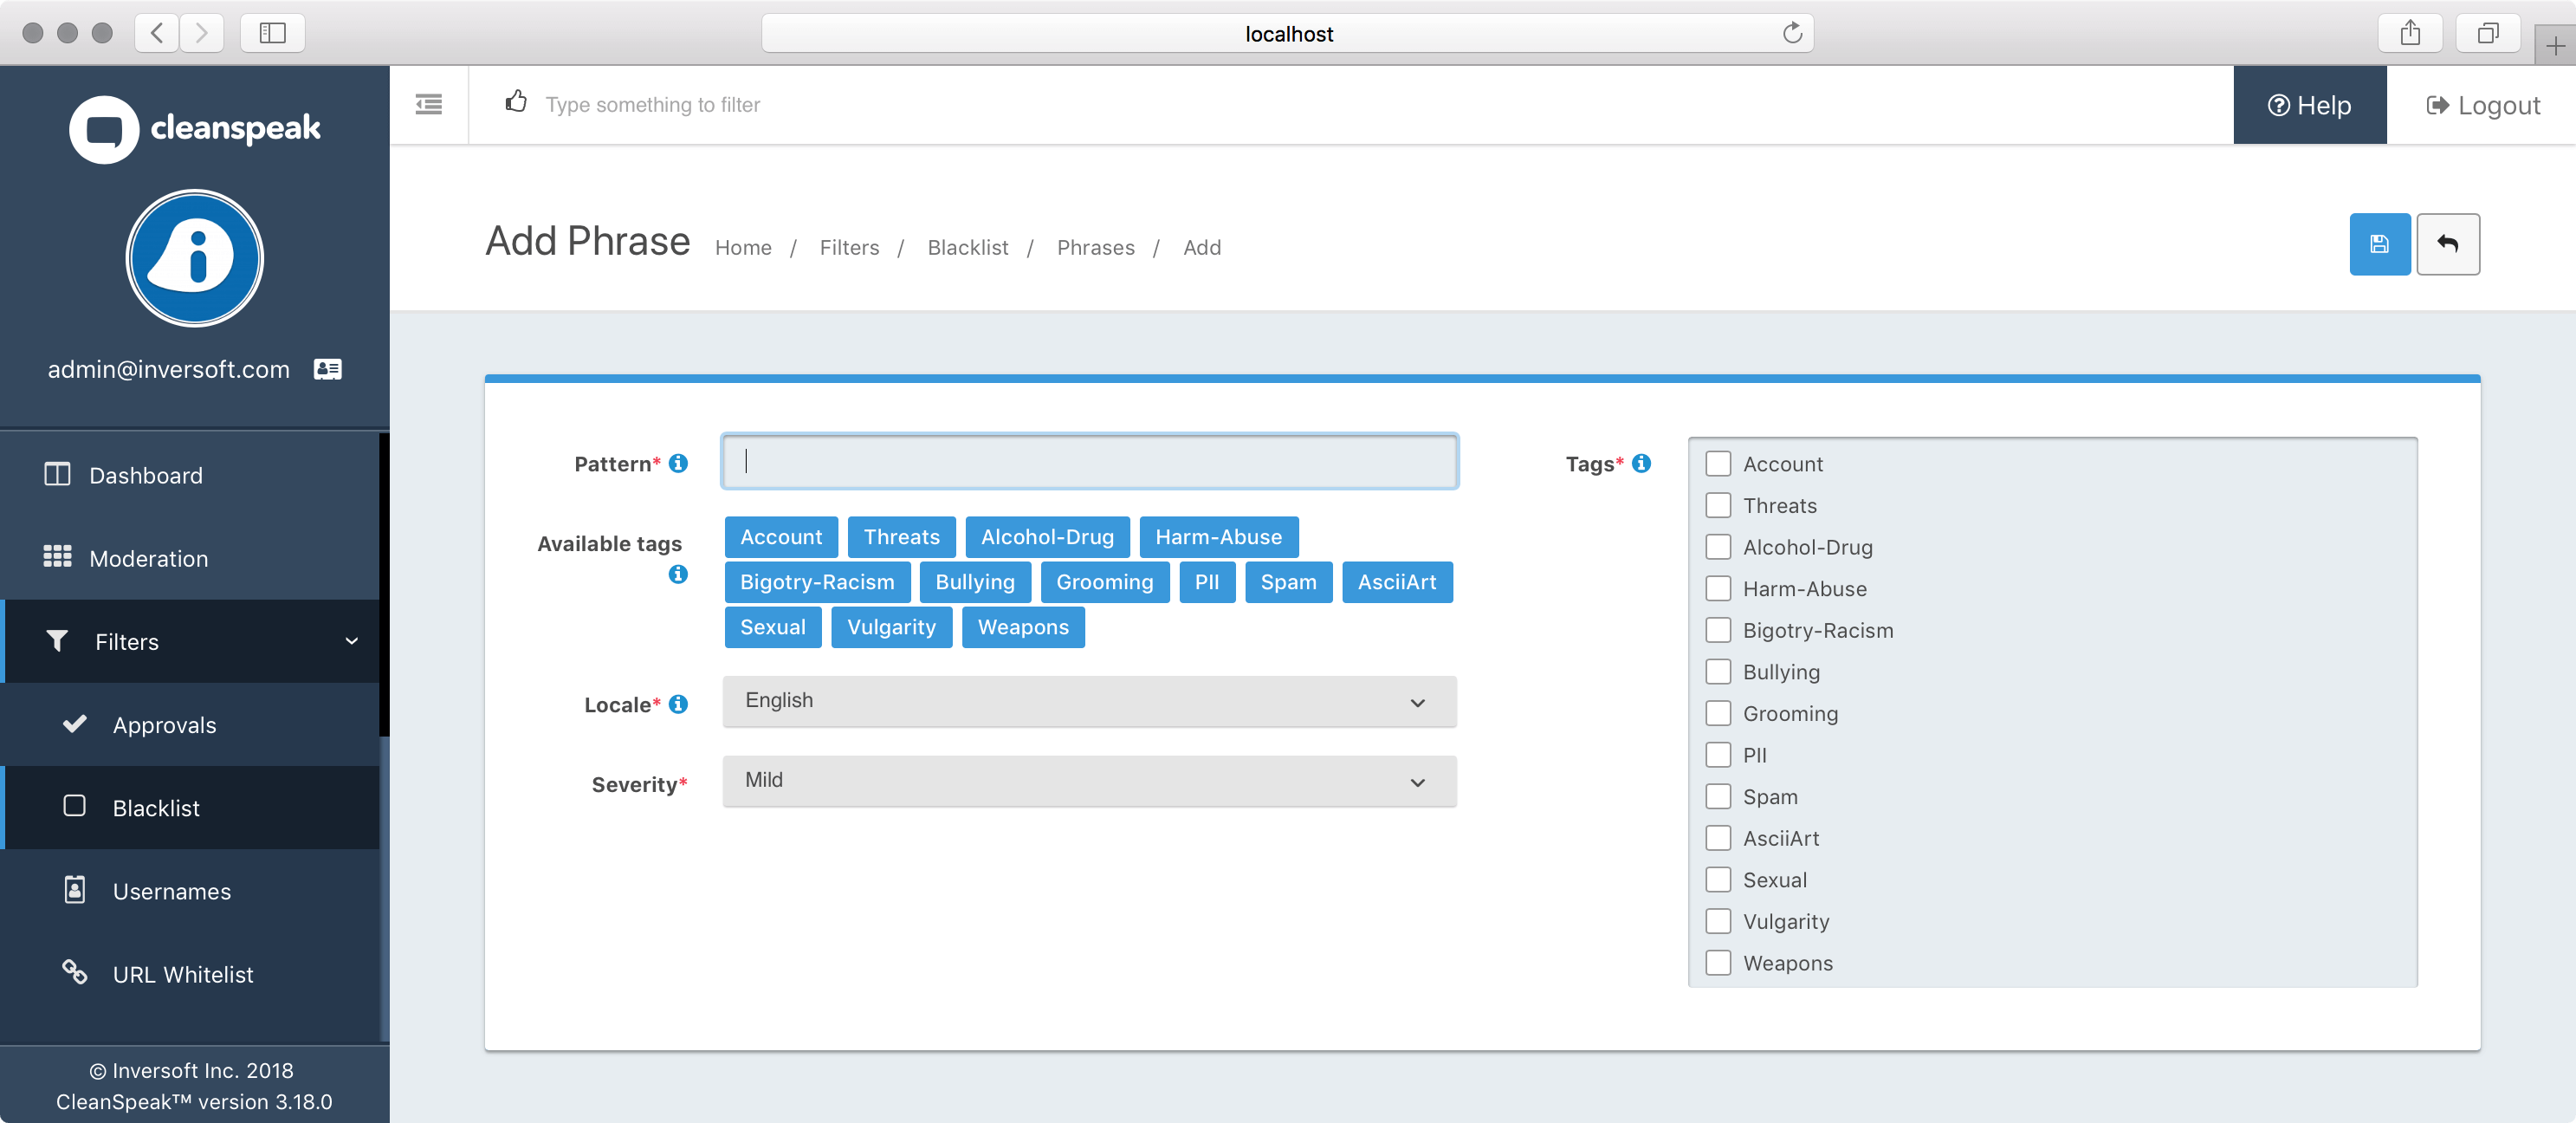 localhost
cleanspeak
admin@inversoft.com
Dashboard
Moderation
Filters
Approvals
Blacklist
Usernames
URL Whitelist
© Inversoft Inc. 2018
CleanSpeak™ version 3.18.0
Type something to filter
Help
Logout
Add Phrase Home / Filters / Blacklist / Phrases / Add
Pattern*
Available tags
Account Threats Alcohol-Drug Harm-Abuse
Bigotry-Racism Bullying Grooming PII Spam AsciiArt
Sexual Vulgarity Weapons
Locale* English
Severity* Mild
Tags*
Account
Threats
Alcohol-Drug
Harm-Abuse
Bigotry-Racism
Bullying
Grooming
PII
Spam
AsciiArt
Sexual
Vulgarity
Weapons